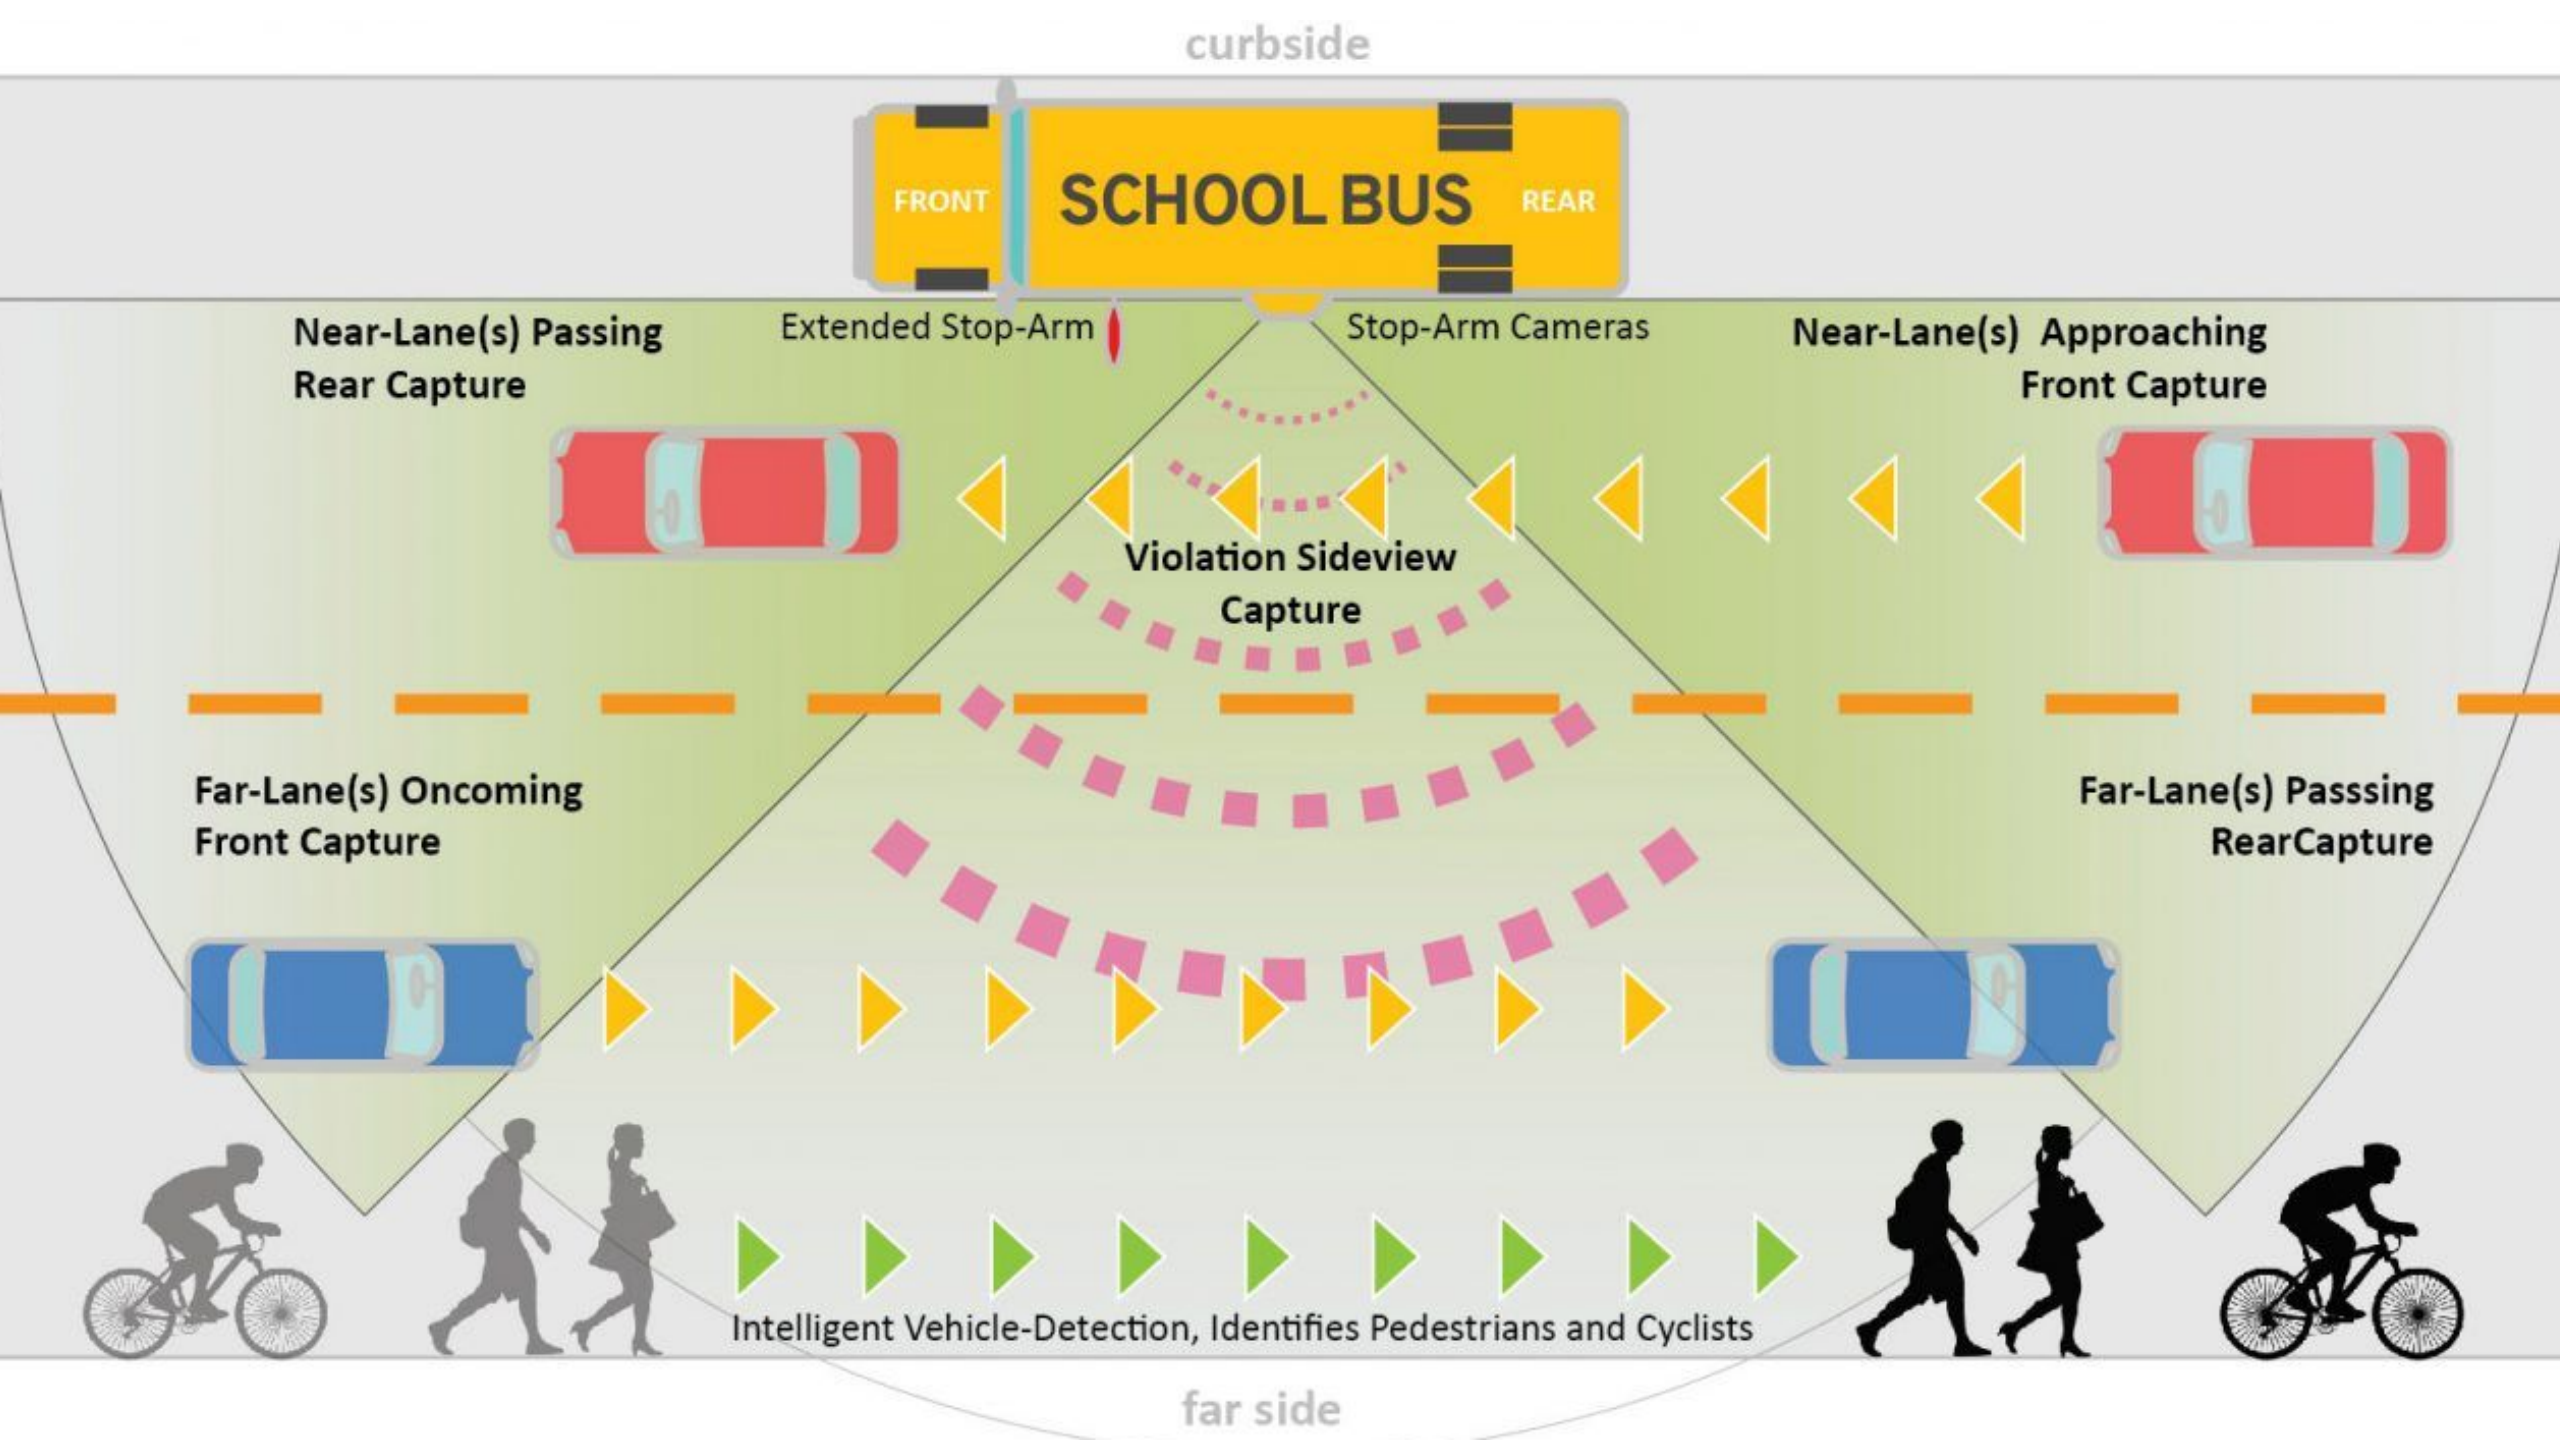 curbside
FRONT
SCHOOL BUS
REAR
Near-Lane(s) Passing
Rear Capture
Extended Stop-Arm
Stop-Arm Cameras
Near-Lane(s) Approaching
Front Capture
Violation Sideview
Capture
Far-Lane(s) Oncoming
Front Capture
Far-Lane(s) Passsing
RearCapture
Intelligent Vehicle-Detection, Identifies Pedestrians and Cyclists
far side